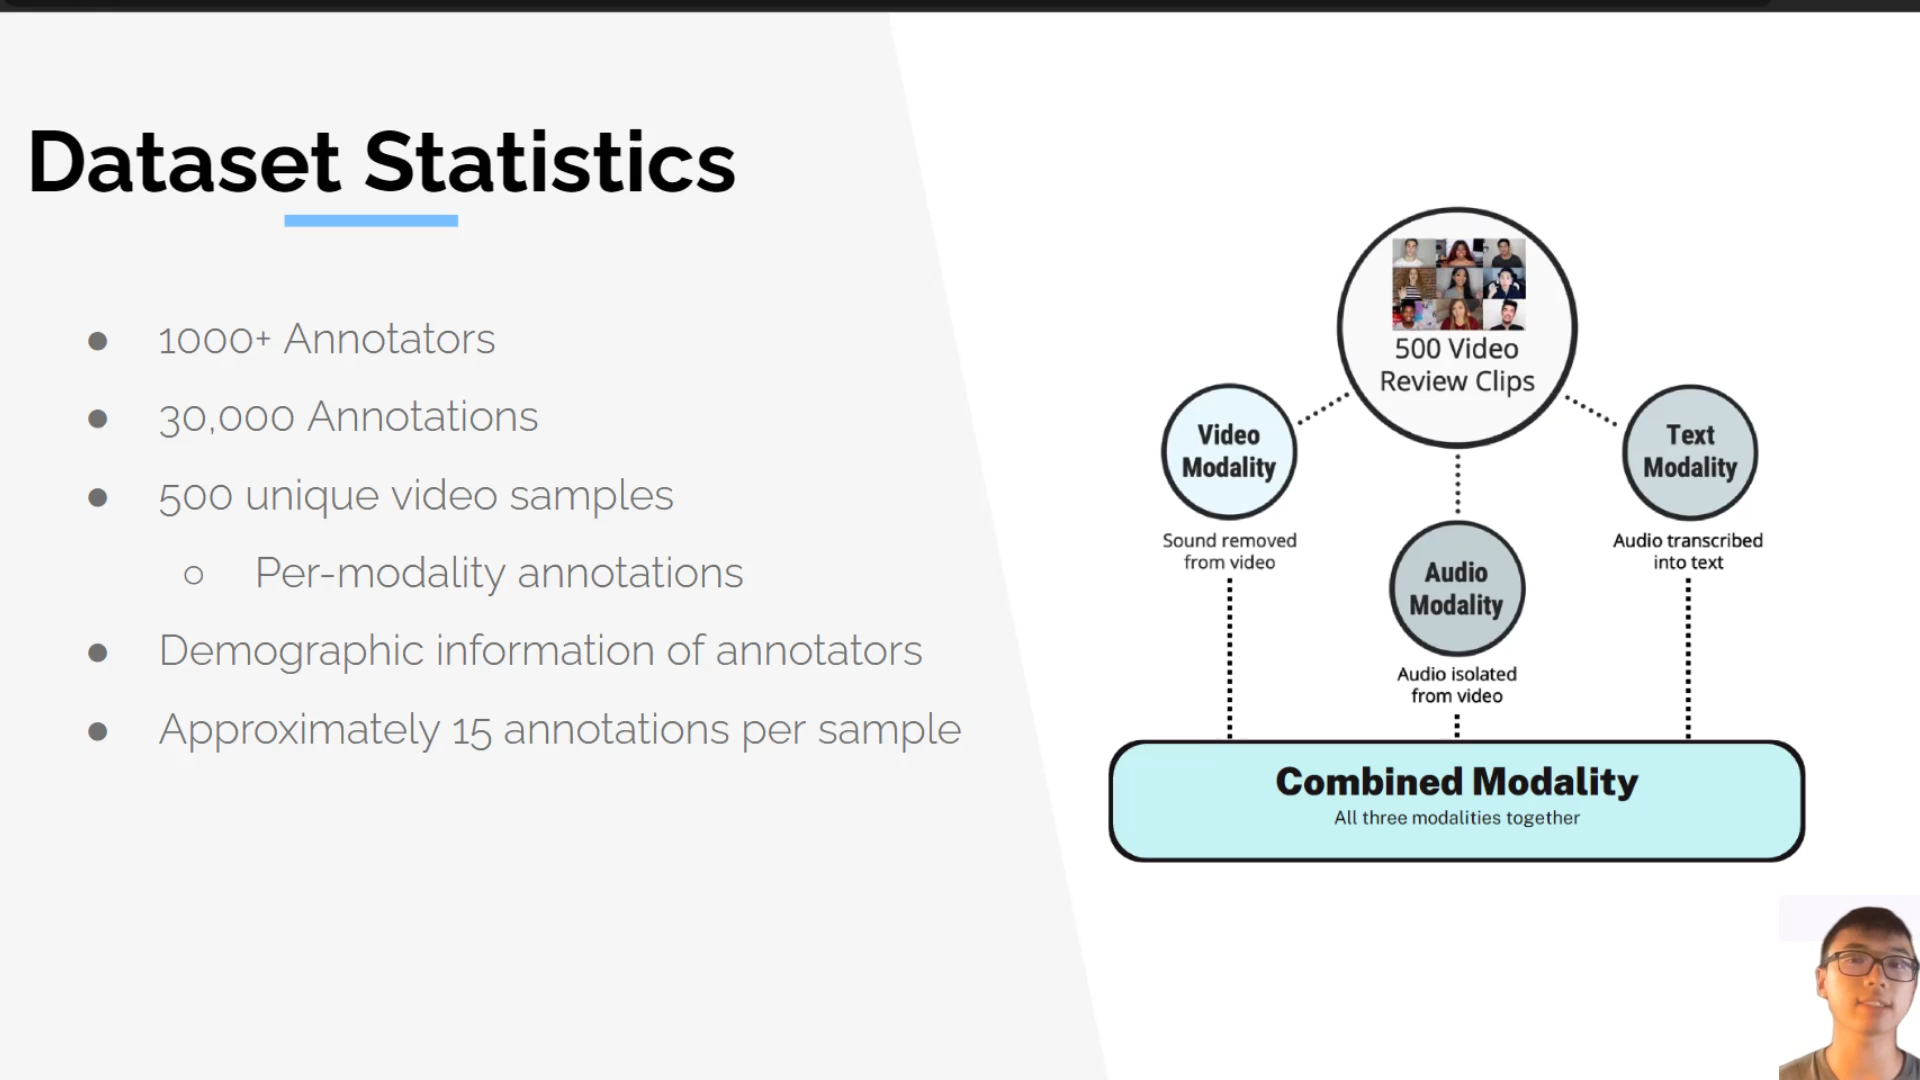 Dataset Statistics
● 1000+ Annotators
● 30,000 Annotations
● 500 unique video samples
○ Per-modality annotations
● Demographic information of annotators
● Approximately 15 annotations per sample
500 Video
Review Clips
Video
Modality
Sound removed
from video
Audio
Modality
Audio isolated
from video
Text
Modality
Audio transcribed
into text
Combined Modality
All three modalities together